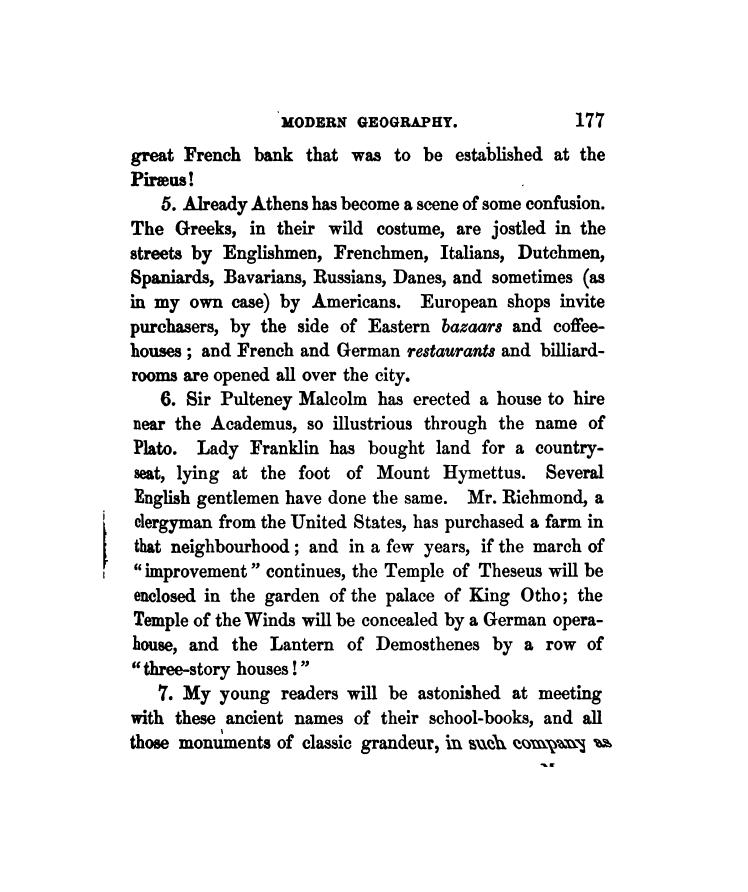 MODERN GEOGRAPHY. 177
great French bank that was to be established at the
Piræus!
5. Already Athens has become a scene of some confusion.
The Greeks, in their wild costume, are jostled in the
streets by Englishmen, Frenchmen, Italians, Dutchmen,
Spaniards, Bavarians, Russians, Danes, and sometimes (as
in my own case) by Americans. European shops invite
purchasers, by the side of Eastern bazaars and coffee-
houses; and French and German restaurants and billiard-
rooms are opened all over the city.
6. Sir Pulteney Malcolm has erected a house to hire
near the Academus, so illustrious through the name of
Plato. Lady Franklin has bought land for a country-
seat, lying at the foot of Mount Hymettus. Several
English gentlemen have done the same. Mr. Richmond, a
clergyman from the United States, has purchased a farm in
that neighbourhood; and in a few years, if the march of
"improvement" continues, the Temple of Theseus will be
enclosed in the garden of the palace of King Otho; the
Temple of the Winds will be concealed by a German opera-
house, and the Lantern of Demosthenes by a row of
"three-story houses!"
7. My young readers will be astonished at meeting
with these ancient names of their school-books, and all
those monuments of classic grandeur, in such company as